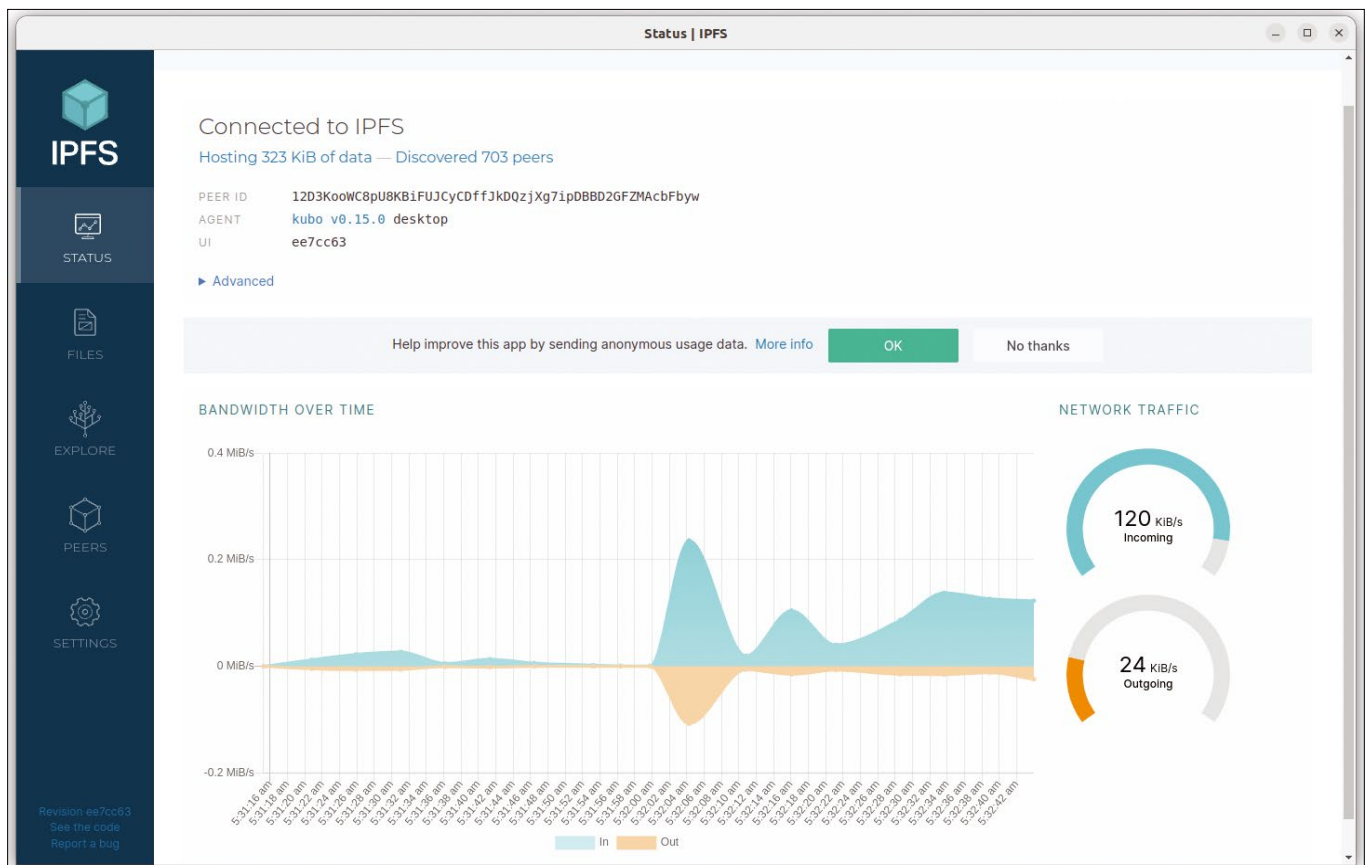 Status | IPFS
IPFS
STATUS
FILES
EXPLORE
PEERS
SETTINGS
Revision ee7cc63
See the code
Report a bug
Connected to IPFS
Hosting 323 KiB of data — Discovered 703 peers
PEER ID 12D3KooWC8pU8KBiFUJCyCDffJkDQzjXg7ipDBBD2GFZMAcbFbyw
AGENT kubo v0.15.0 desktop
UI ee7cc63
▶ Advanced
Help improve this app by sending anonymous usage data. More info OK No thanks
BANDWIDTH OVER TIME
0.4 MiB/s
0.2 MiB/s
0 MiB/s
-0.2 MiB/s
5:31:16 am
5:31:18 am
5:31:20 am
5:31:22 am
5:31:24 am
5:31:26 am
5:31:28 am
5:31:30 am
5:31:32 am
5:31:34 am
5:31:36 am
5:31:38 am
5:31:40 am
5:31:42 am
5:31:44 am
5:31:46 am
5:31:48 am
5:31:50 am
5:31:52 am
5:31:54 am
5:31:56 am
5:31:58 am
5:32:00 am
5:32:02 am
5:32:04 am
5:32:06 am
5:32:08 am
5:32:10 am
5:32:12 am
5:32:14 am
5:32:16 am
5:32:18 am
5:32:20 am
5:32:22 am
5:32:24 am
5:32:26 am
5:32:28 am
5:32:30 am
5:32:32 am
5:32:34 am
5:32:36 am
5:32:38 am
5:32:40 am
5:32:42 am
In Out
NETWORK TRAFFIC
120 KiB/s
Incoming
24 KiB/s
Outgoing